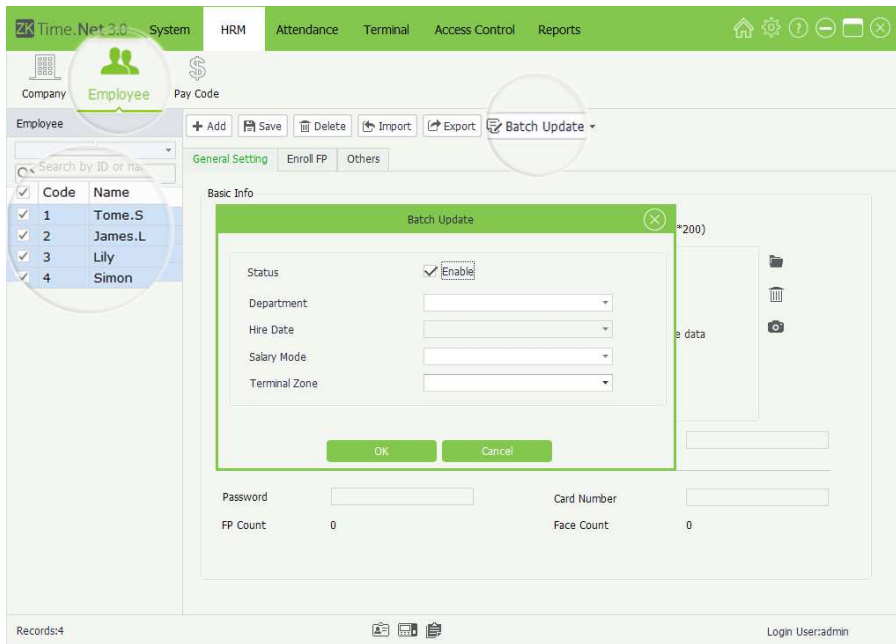 ZK Time.Net 3.0 System HRM Attendance Terminal Access Control Reports
Company Employee Pay Code
Employee
+ Add Save Delete Import Export Batch Update
Search by ID or na
General Setting Enroll FP Others
Code Name
Basic Info
1 Tome.S
2 James.L
3 Lily
4 Simon
Batch Update
*200)
Status Enable
Department
Hire Date
e data
Salary Mode
Terminal Zone
OK Cancel
Password Card Number
FP Count 0 Face Count 0
Records:4 Login User:admin